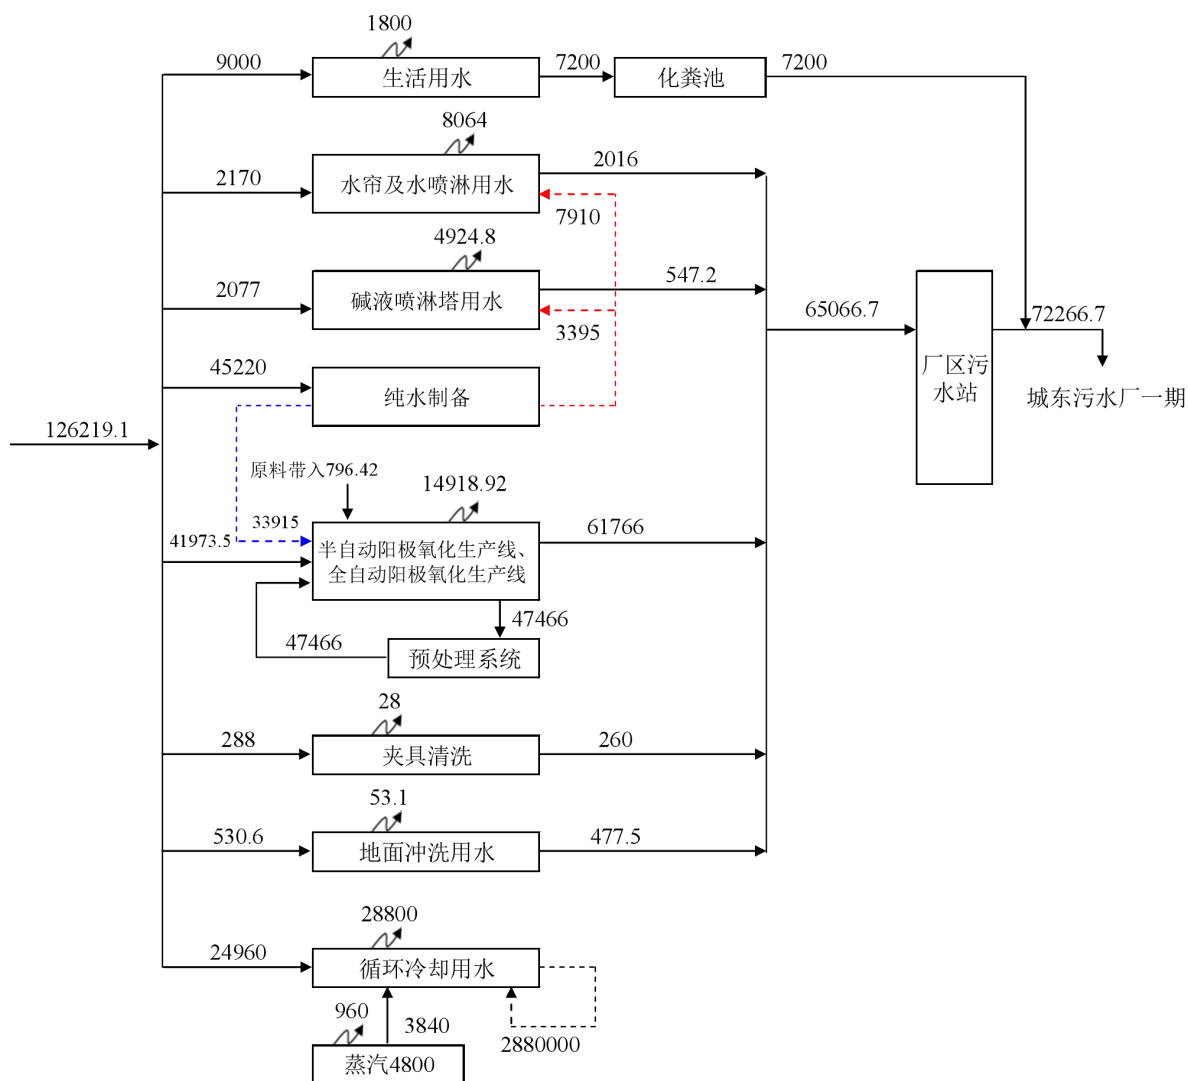 1800
9000
生活用水
7200
化粪池
7200
8064
2170
水帘及水喷淋用水
2016
7910
4924.8
2077
碱液喷淋塔用水
547.2
3395
65066.7
厂区污
水站
72266.7
城东污水厂一期
45220
纯水制备
126219.1
原料带入796.42
14918.92
33915
41973.5
半自动阳极氧化生产线、
全自动阳极氧化生产线
61766
47466
47466
预处理系统
28
288
夹具清洗
260
53.1
530.6
地面冲洗用水
477.5
28800
24960
循环冷却用水
960
3840
2880000
蒸汽4800